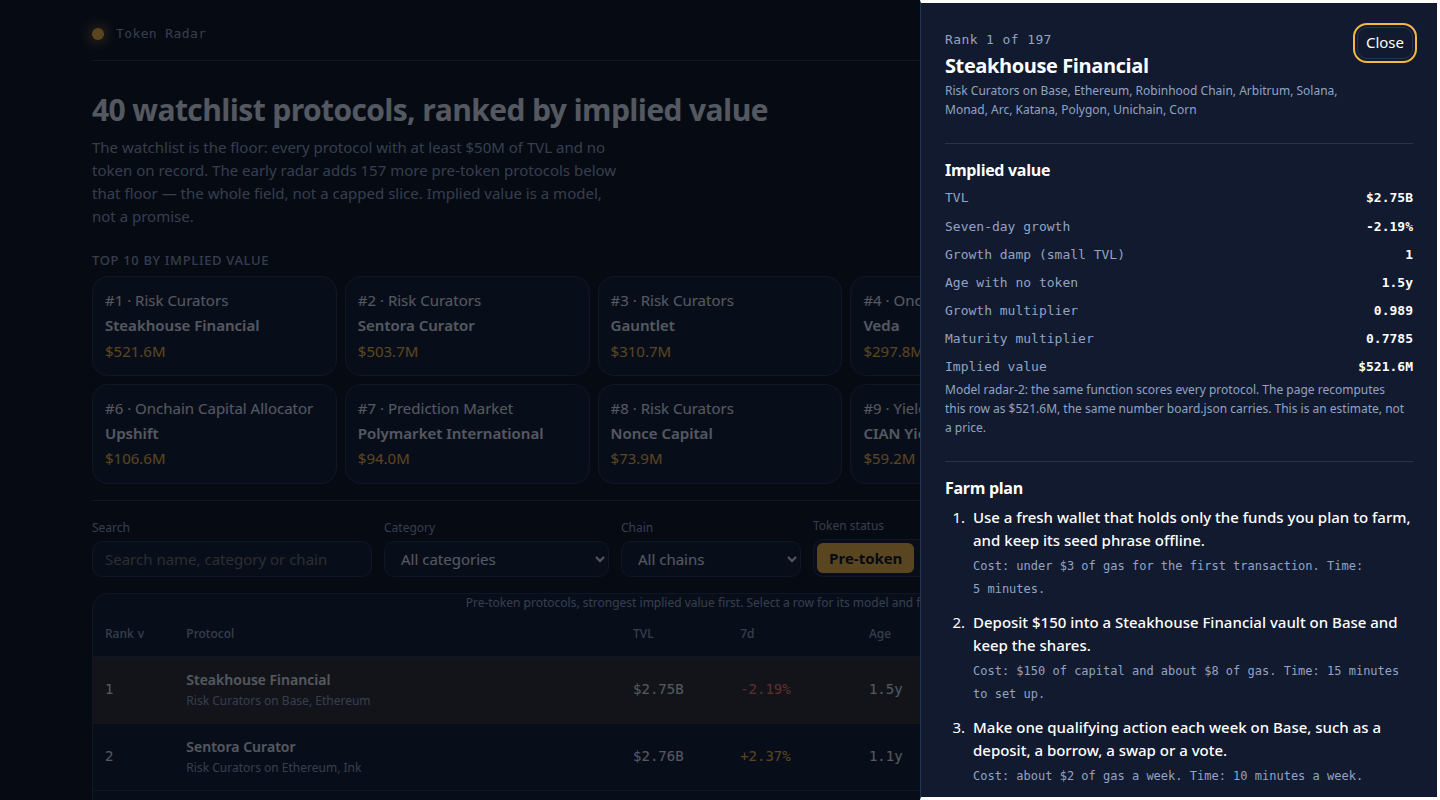 Token Radar
40 watchlist protocols, ranked by implied value
The watchlist is the floor: every protocol with at least $50M of TVL and no
token on record. The early radar adds 157 more pre-token protocols below
that floor — the whole field, not a capped slice. Implied value is a model,
not a promise.
TOP 10 BY IMPLIED VALUE
#1 · Risk Curators
Steakhouse Financial
$521.6M
#2 · Risk Curators
Sentora Curator
$503.7M
#3 · Risk Curators
Gauntlet
$310.7M
#4 · Onc
Veda
$297.8M
#6 · Onchain Capital Allocator
Upshift
$106.6M
#7 · Prediction Market
Polymarket International
$94.0M
#8 · Risk Curators
Nonce Capital
$73.9M
#9 · Yiel
CIAN Yie
$59.2M
Search
Category
Chain
Token status
Search name, category or chain
All categories
All chains
Pre-token
Pre-token protocols, strongest implied value first. Select a row for its model and f
Rank v Protocol TVL 7d Age
1 Steakhouse Financial $2.75B -2.19% 1.5y
Risk Curators on Base, Ethereum
2 Sentora Curator $2.76B +2.37% 1.1y
Risk Curators on Ethereum, Ink
Rank 1 of 197
Close
Steakhouse Financial
Risk Curators on Base, Ethereum, Robinhood Chain, Arbitrum, Solana,
Monad, Arc, Katana, Polygon, Unichain, Corn
Implied value
TVL $2.75B
Seven-day growth -2.19%
Growth damp (small TVL) 1
Age with no token 1.5y
Growth multiplier 0.989
Maturity multiplier 0.7785
Implied value $521.6M
Model radar-2: the same function scores every protocol. The page recomputes
this row as $521.6M, the same number board.json carries. This is an estimate, not
a price.
Farm plan
1. Use a fresh wallet that holds only the funds you plan to farm,
and keep its seed phrase offline.
Cost: under $3 of gas for the first transaction. Time:
5 minutes.
2. Deposit $150 into a Steakhouse Financial vault on Base and
keep the shares.
Cost: $150 of capital and about $8 of gas. Time: 15 minutes
to set up.
3. Make one qualifying action each week on Base, such as a
deposit, a borrow, a swap or a vote.
Cost: about $2 of gas a week. Time: 10 minutes a week.